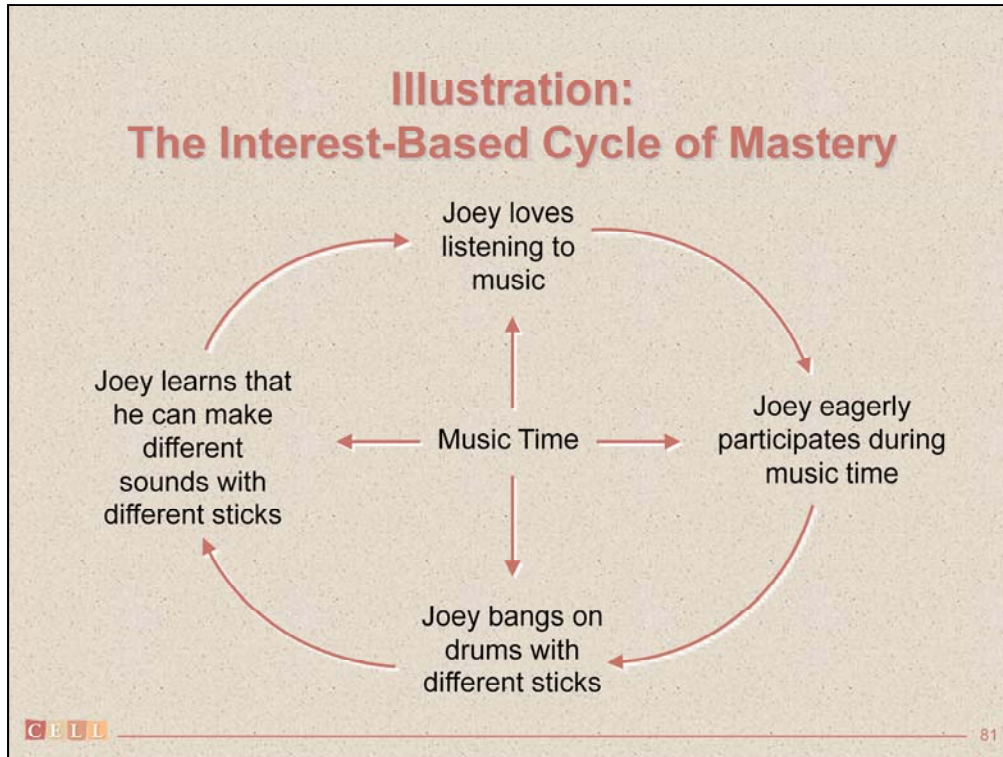 Illustration:
The Interest-Based Cycle of Mastery
Joey loves
listening to
music
Joey eagerly
participates during
music time
Joey bangs on
drums with
different sticks
Joey learns that
he can make
different
sounds with
different sticks
Music Time
CELL
81